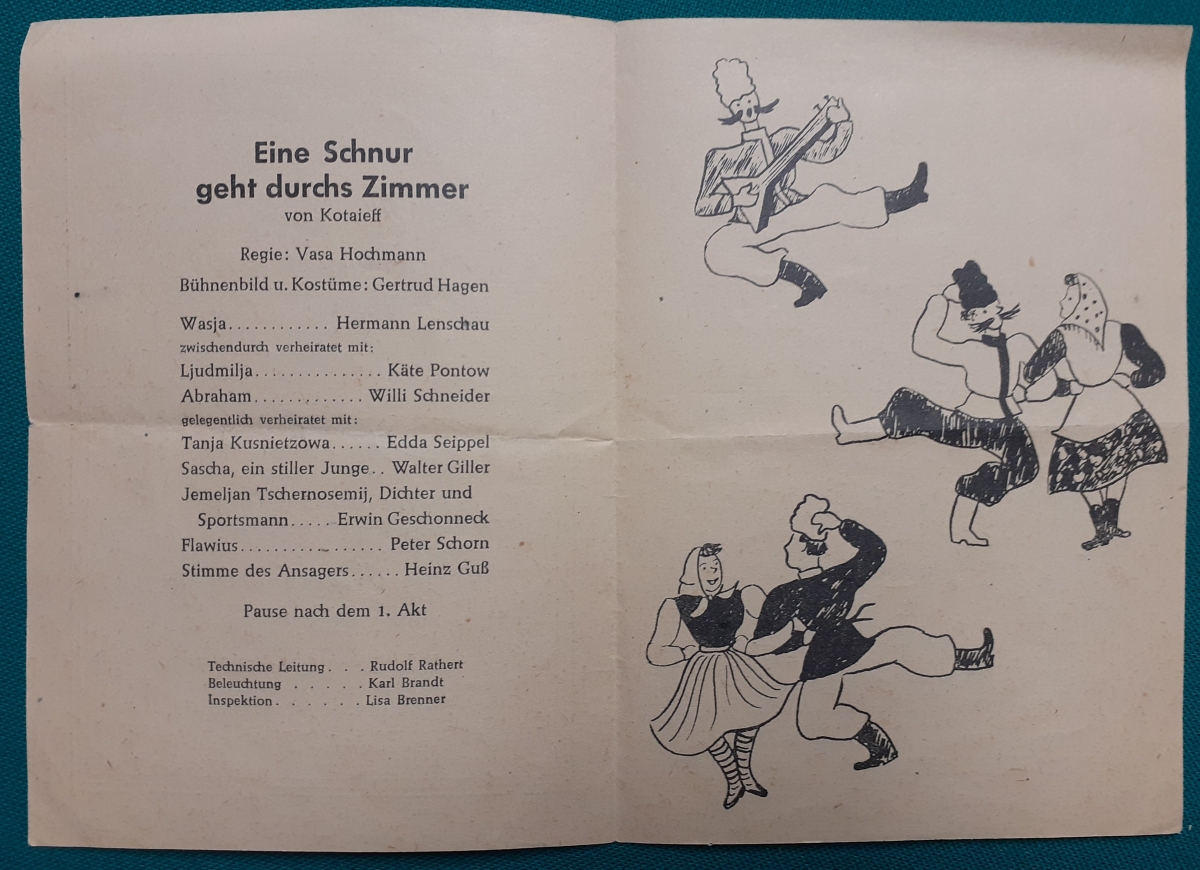 Eine Schnur
geht durchs Zimmer
von Kotaieff
Regie: Vasa Hochmann
Bühnenbild u. Kostüme: Gertrud Hagen
Wasja............ Hermann Lenschau
zwischendurch verheiratet mit:
Ljudmilja............... Käte Pontow
Abraham............. Willi Schneider
gelegentlich verheiratet mit:
Tanja Kusnietzowa...... Edda Seippel
Sascha, ein stiller Junge.. Walter Giller
Jemeljan Tschernosemij, Dichter und
Sportsmann..... Erwin Geschonneck
Flawius................. Peter Schorn
Stimme des Ansagers...... Heinz Guß
Pause nach dem 1. Akt
Technische Leitung . . . Rudolf Rathert
Beleuchtung . . . . . Karl Brandt
Inspektion . . . . . . Lisa Brenner